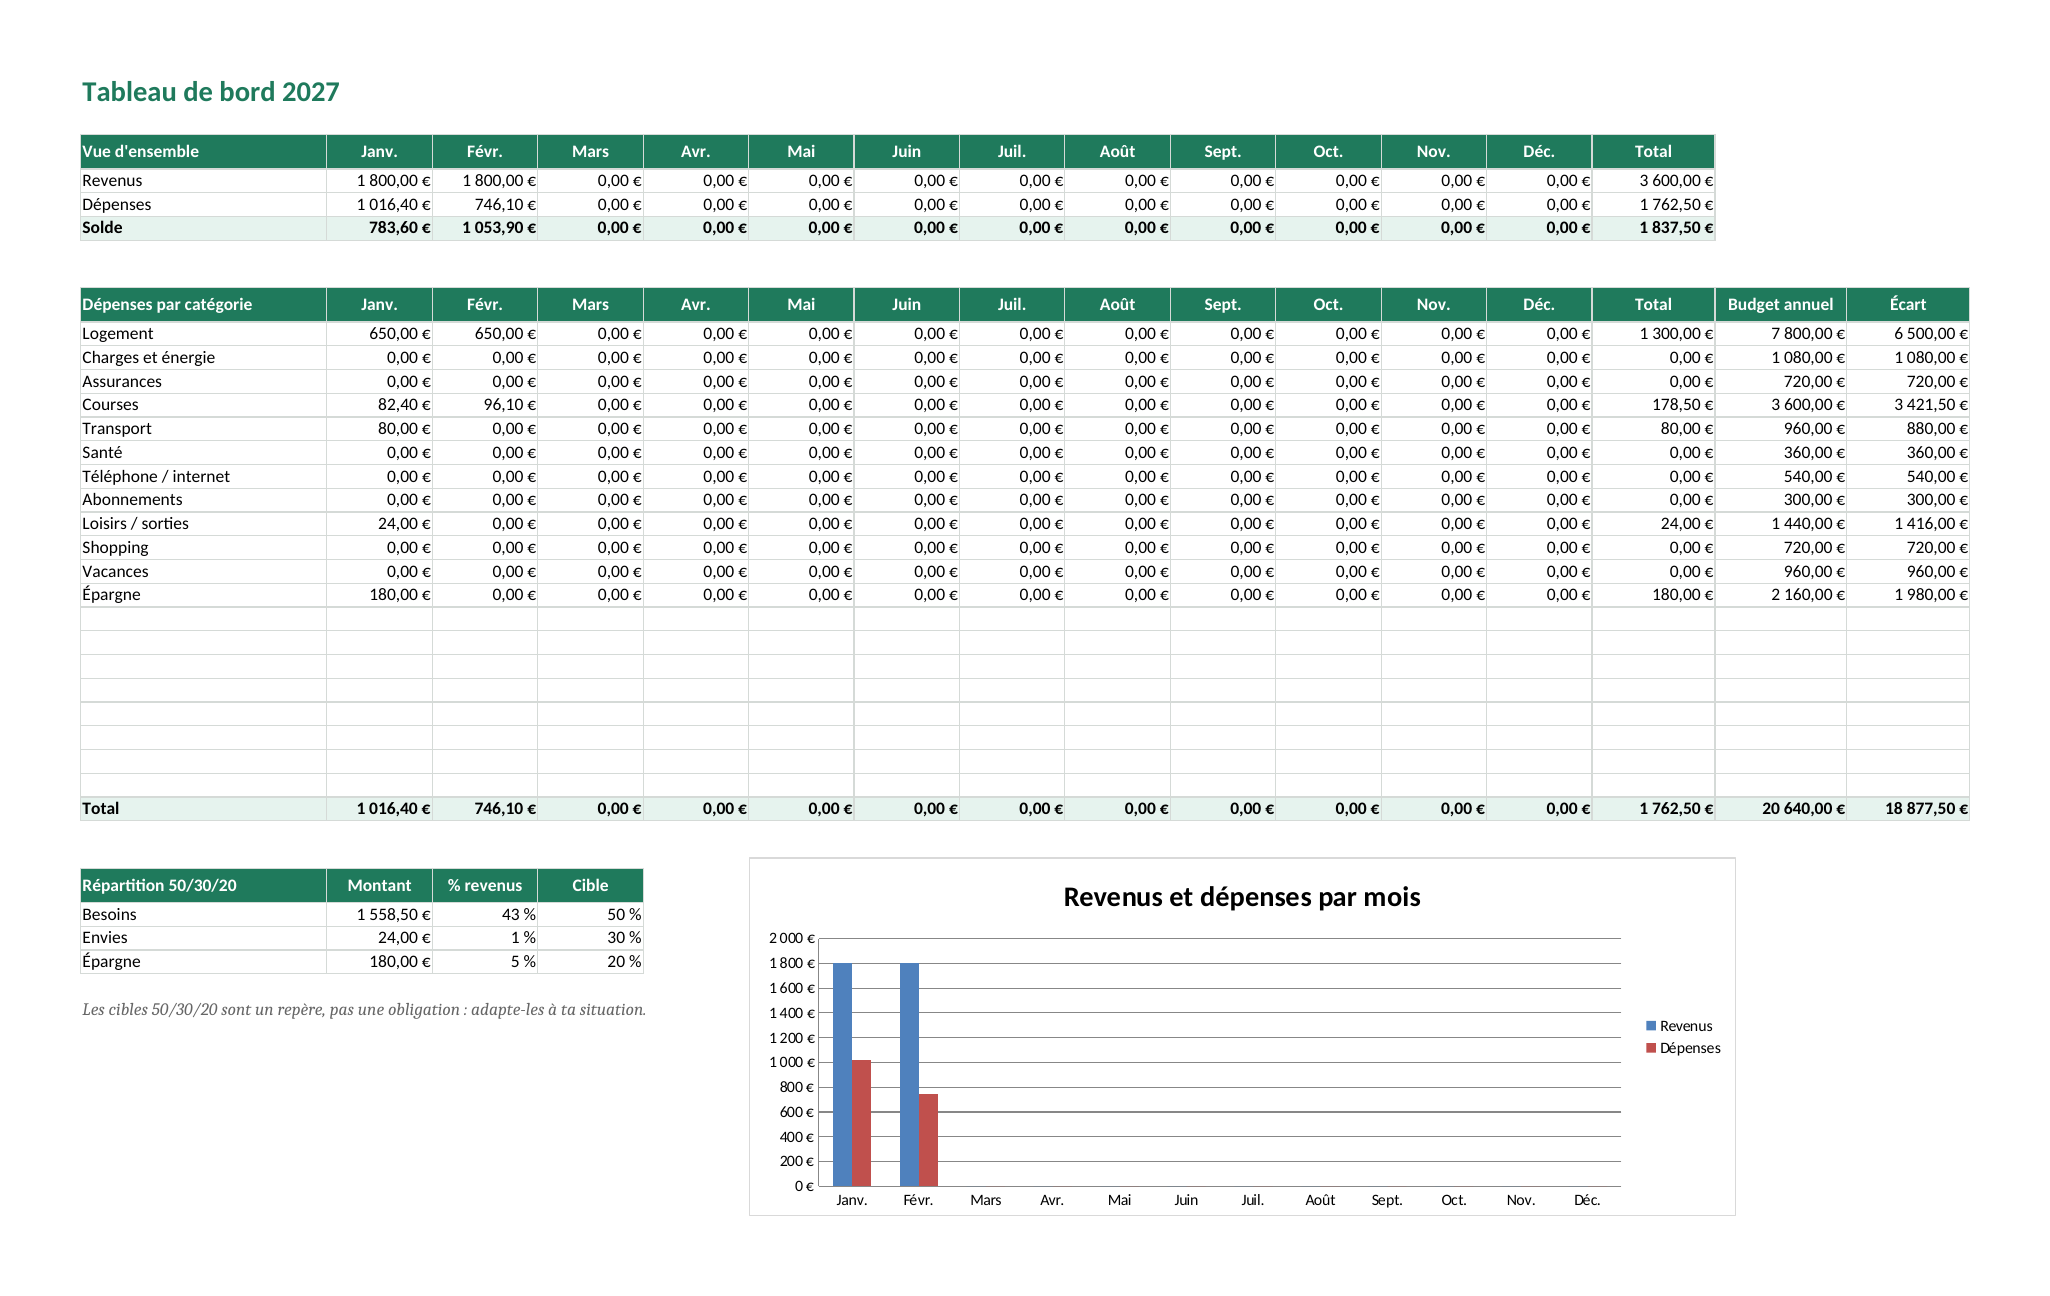 Tableau de bord 2027
Vue d'ensemble Janv. Févr. Mars Avr. Mai Juin Juil. Août Sept. Oct. Nov. Déc. Total
Revenus 1 800,00 € 1 800,00 € 0,00 € 0,00 € 0,00 € 0,00 € 0,00 € 0,00 € 0,00 € 0,00 € 0,00 € 0,00 € 3 600,00 €
Dépenses 1 016,40 € 746,10 € 0,00 € 0,00 € 0,00 € 0,00 € 0,00 € 0,00 € 0,00 € 0,00 € 0,00 € 0,00 € 1 762,50 €
Solde 783,60 € 1 053,90 € 0,00 € 0,00 € 0,00 € 0,00 € 0,00 € 0,00 € 0,00 € 0,00 € 0,00 € 0,00 € 1 837,50 €
Dépenses par catégorie Janv. Févr. Mars Avr. Mai Juin Juil. Août Sept. Oct. Nov. Déc. Total Budget annuel Écart
Logement 650,00 € 650,00 € 0,00 € 0,00 € 0,00 € 0,00 € 0,00 € 0,00 € 0,00 € 0,00 € 0,00 € 0,00 € 1 300,00 € 7 800,00 € 6 500,00 €
Charges et énergie 0,00 € 0,00 € 0,00 € 0,00 € 0,00 € 0,00 € 0,00 € 0,00 € 0,00 € 0,00 € 0,00 € 0,00 € 0,00 € 1 080,00 € 1 080,00 €
Assurances 0,00 € 0,00 € 0,00 € 0,00 € 0,00 € 0,00 € 0,00 € 0,00 € 0,00 € 0,00 € 0,00 € 0,00 € 0,00 € 720,00 € 720,00 €
Courses 82,40 € 96,10 € 0,00 € 0,00 € 0,00 € 0,00 € 0,00 € 0,00 € 0,00 € 0,00 € 0,00 € 0,00 € 178,50 € 3 600,00 € 3 421,50 €
Transport 80,00 € 0,00 € 0,00 € 0,00 € 0,00 € 0,00 € 0,00 € 0,00 € 0,00 € 0,00 € 0,00 € 0,00 € 80,00 € 960,00 € 880,00 €
Santé 0,00 € 0,00 € 0,00 € 0,00 € 0,00 € 0,00 € 0,00 € 0,00 € 0,00 € 0,00 € 0,00 € 0,00 € 0,00 € 360,00 € 360,00 €
Téléphone / internet 0,00 € 0,00 € 0,00 € 0,00 € 0,00 € 0,00 € 0,00 € 0,00 € 0,00 € 0,00 € 0,00 € 0,00 € 0,00 € 540,00 € 540,00 €
Abonnements 0,00 € 0,00 € 0,00 € 0,00 € 0,00 € 0,00 € 0,00 € 0,00 € 0,00 € 0,00 € 0,00 € 0,00 € 0,00 € 300,00 € 300,00 €
Loisirs / sorties 24,00 € 0,00 € 0,00 € 0,00 € 0,00 € 0,00 € 0,00 € 0,00 € 0,00 € 0,00 € 0,00 € 0,00 € 24,00 € 1 440,00 € 1 416,00 €
Shopping 0,00 € 0,00 € 0,00 € 0,00 € 0,00 € 0,00 € 0,00 € 0,00 € 0,00 € 0,00 € 0,00 € 0,00 € 0,00 € 720,00 € 720,00 €
Vacances 0,00 € 0,00 € 0,00 € 0,00 € 0,00 € 0,00 € 0,00 € 0,00 € 0,00 € 0,00 € 0,00 € 0,00 € 0,00 € 960,00 € 960,00 €
Épargne 180,00 € 0,00 € 0,00 € 0,00 € 0,00 € 0,00 € 0,00 € 0,00 € 0,00 € 0,00 € 0,00 € 0,00 € 180,00 € 2 160,00 € 1 980,00 €
Total 1 016,40 € 746,10 € 0,00 € 0,00 € 0,00 € 0,00 € 0,00 € 0,00 € 0,00 € 0,00 € 0,00 € 0,00 € 1 762,50 € 20 640,00 € 18 877,50 €
Répartition 50/30/20 Montant % revenus Cible
Besoins 1 558,50 € 43 % 50 %
Envies 24,00 € 1 % 30 %
Épargne 180,00 € 5 % 20 %
Les cibles 50/30/20 sont un repère, pas une obligation : adapte-les à ta situation.
Revenus et dépenses par mois
2 000 €
1 800 €
1 600 €
1 400 €
1 200 €
1 000 €
800 €
600 €
400 €
200 €
0 €
Janv. Févr. Mars Avr. Mai Juin Juil. Août Sept. Oct. Nov. Déc.
Revenus
Dépenses